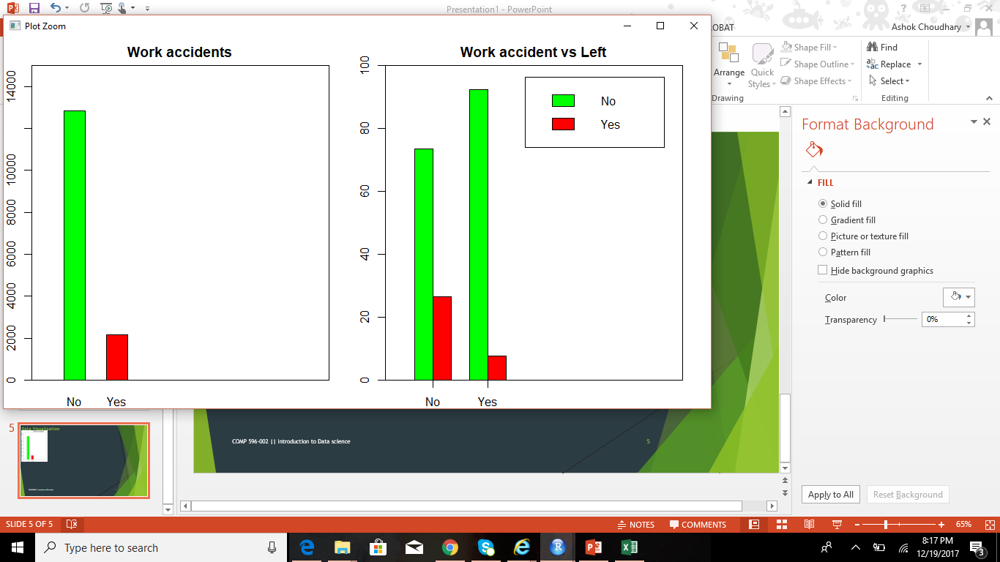 Presentation1 - PowerPoint
?
Plot Zoom
OBAT
Ashok Choudhary
Work accidents
0
2000
4000
6000
8000
10000
14000
No
Yes
Work accident vs Left
0
20
40
60
80
100
No
Yes
No
Yes
Arrange
Quick
Styles
Shape Fill
Shape Outline
Shape Effects
Drawing
Find
Replace
Select
Editing
Format Background
FILL
Solid fill
Gradient fill
Picture or texture fill
Pattern fill
Hide background graphics
Color
Transparency
0%
Apply to All
Reset Background
5
Data Visualization
COMP 596-002 || Introduction to Data science
5
SLIDE 5 OF 5
NOTES
COMMENTS
65%
Type here to search
8:17 PM
12/19/2017
3